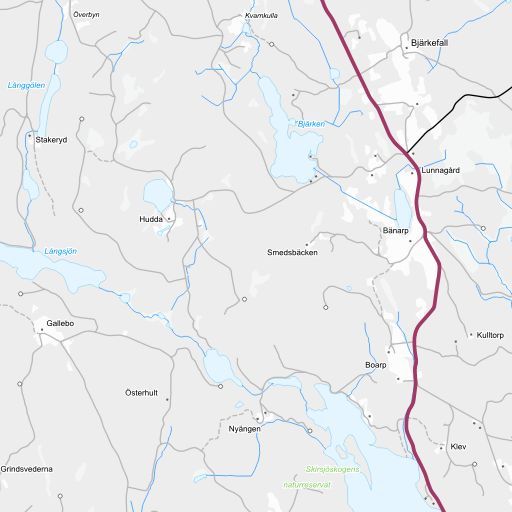 Överbyn
Kvarnkulla
Bjärkefall
Långgölen
Bjärken
Stakeryd
Lunnagård
Hudda
Bänarp
Långsjön
Smedsbäcken
Gallebo
Kulltorp
Boarp
Österhult
Nyängen
Klev
Grindsvederna
Skirsjöskogens
naturreservat